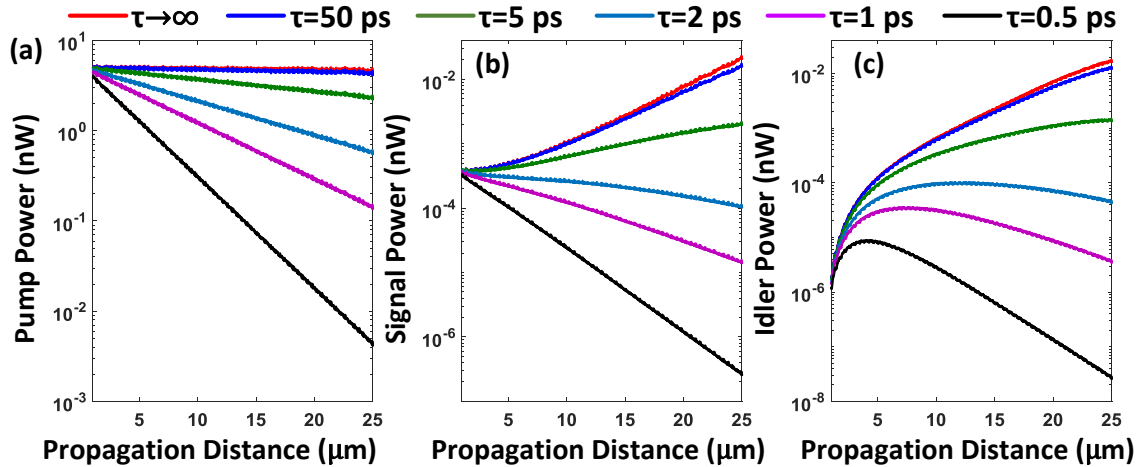 τ→∞ τ=50 ps τ=5 ps τ=2 ps τ=1 ps τ=0.5 ps
(a)
Pump Power (nW)
10^1
10^0
10^-1
10^-2
10^-3
5 10 15 20 25
Propagation Distance (μm)
(b)
Signal Power (nW)
10^-2
10^-4
10^-6
5 10 15 20 25
Propagation Distance (μm)
(c)
Idler Power (nW)
10^-2
10^-4
10^-6
10^-8
5 10 15 20 25
Propagation Distance (μm)